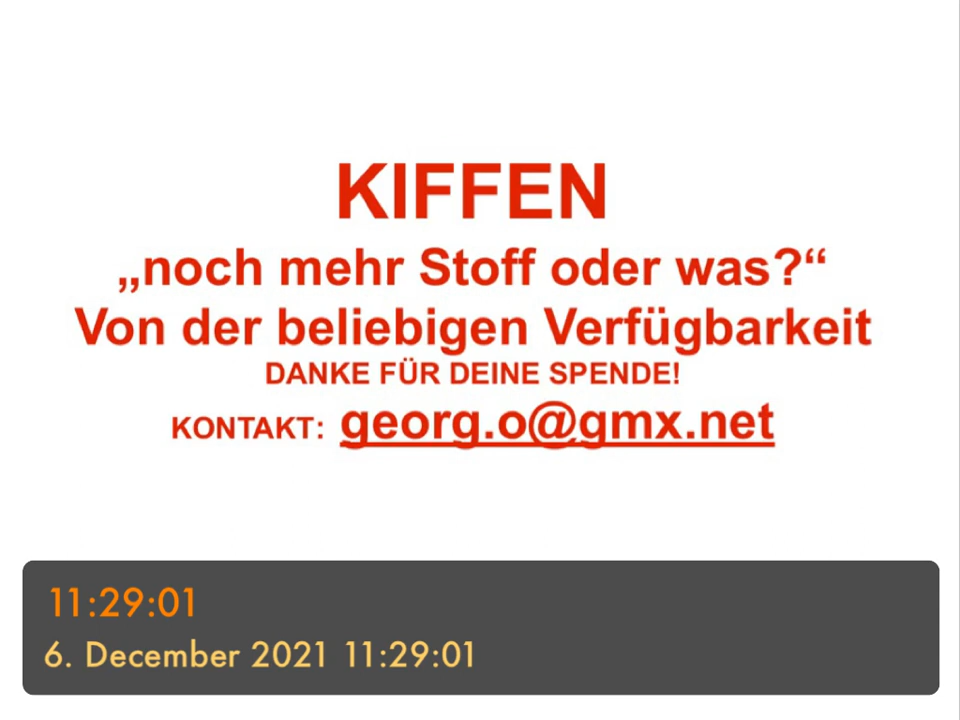 KIFFEN
„noch mehr Stoff oder was?“
Von der beliebigen Verfügbarkeit
DANKE FÜR DEINE SPENDE!
KONTAKT: georg.o@gmx.net
11:29:01
6. December 2021 11:29:01